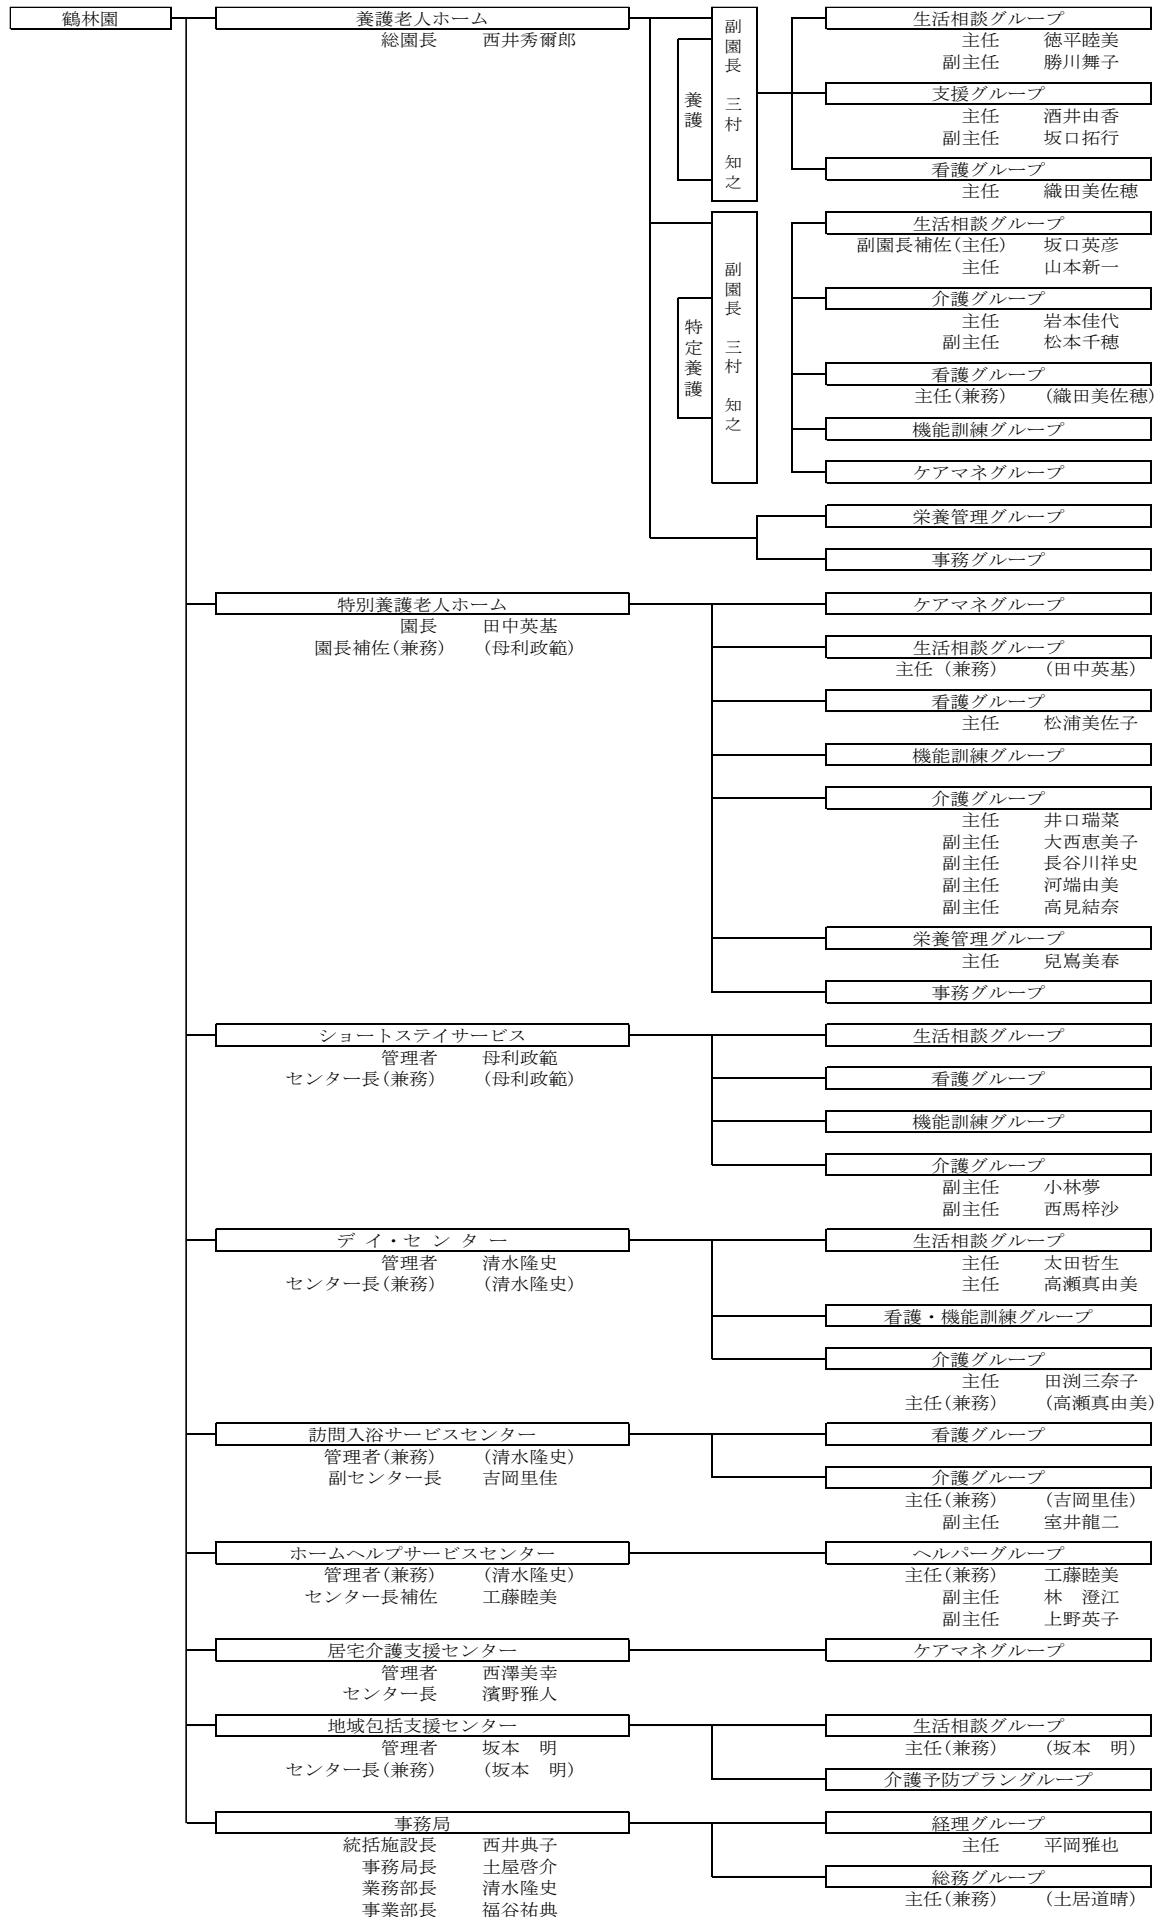 鶴林園
養護老人ホーム
総園長 西井秀爾郎
養護
副園長 三村 知之
生活相談グループ
主任 徳平睦美
副主任 勝川舞子
支援グループ
主任 酒井由香
副主任 坂口拓行
看護グループ
主任 織田美佐穂
特定養護
副園長 三村 知之
生活相談グループ
副園長補佐(主任) 坂口英彦
主任 山本新一
介護グループ
主任 岩本佳代
副主任 松本千穂
看護グループ
主任(兼務) (織田美佐穂)
機能訓練グループ
ケアマネグループ
栄養管理グループ
事務グループ
特別養護老人ホーム
園長 田中英基
園長補佐(兼務) (母利政範)
ケアマネグループ
生活相談グループ
主任 (兼務) (田中英基)
看護グループ
主任 松浦美佐子
機能訓練グループ
介護グループ
主任 井口瑞菜
副主任 大西恵美子
副主任 長谷川祥史
副主任 河端由美
副主任 高見結奈
栄養管理グループ
主任 兒嶌美春
事務グループ
ショートステイサービス
管理者 母利政範
センター長(兼務) (母利政範)
生活相談グループ
看護グループ
機能訓練グループ
介護グループ
副主任 小林夢
副主任 西馬梓沙
デ イ・セ ン タ ー
管理者 清水隆史
センター長(兼務) (清水隆史)
生活相談グループ
主任 太田哲生
主任 高瀬真由美
看護・機能訓練グループ
介護グループ
主任 田渕三奈子
主任(兼務) (高瀬真由美)
訪問入浴サービスセンター
管理者(兼務) (清水隆史)
副センター長 吉岡里佳
看護グループ
介護グループ
主任(兼務) (吉岡里佳)
副主任 室井龍二
ホームヘルプサービスセンター
管理者(兼務) (清水隆史)
センター長補佐 工藤睦美
ヘルパーグループ
主任(兼務) 工藤睦美
副主任 林 澄江
副主任 上野英子
居宅介護支援センター
管理者 西澤美幸
センター長 濱野雅人
ケアマネグループ
地域包括支援センター
管理者 坂本 明
センター長(兼務) (坂本 明)
生活相談グループ
主任(兼務) (坂本 明)
介護予防プラングループ
事務局
統括施設長 西井典子
事務局長 土屋啓介
業務部長 清水隆史
事業部長 福谷祐典
経理グループ
主任 平岡雅也
総務グループ
主任(兼務) (土居道晴)